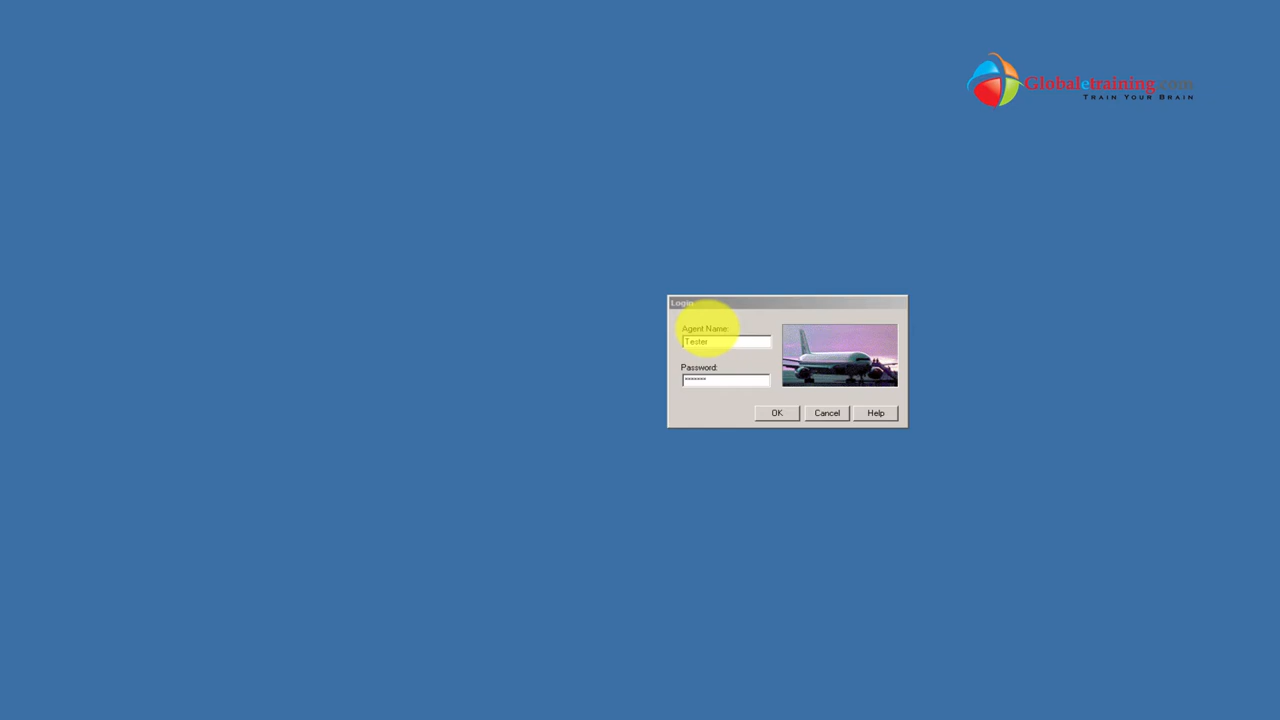 Globaletraining.com
TRAIN YOUR BRAIN
Login
Agent Name:
Tester
Password:
*******
OK
Cancel
Help